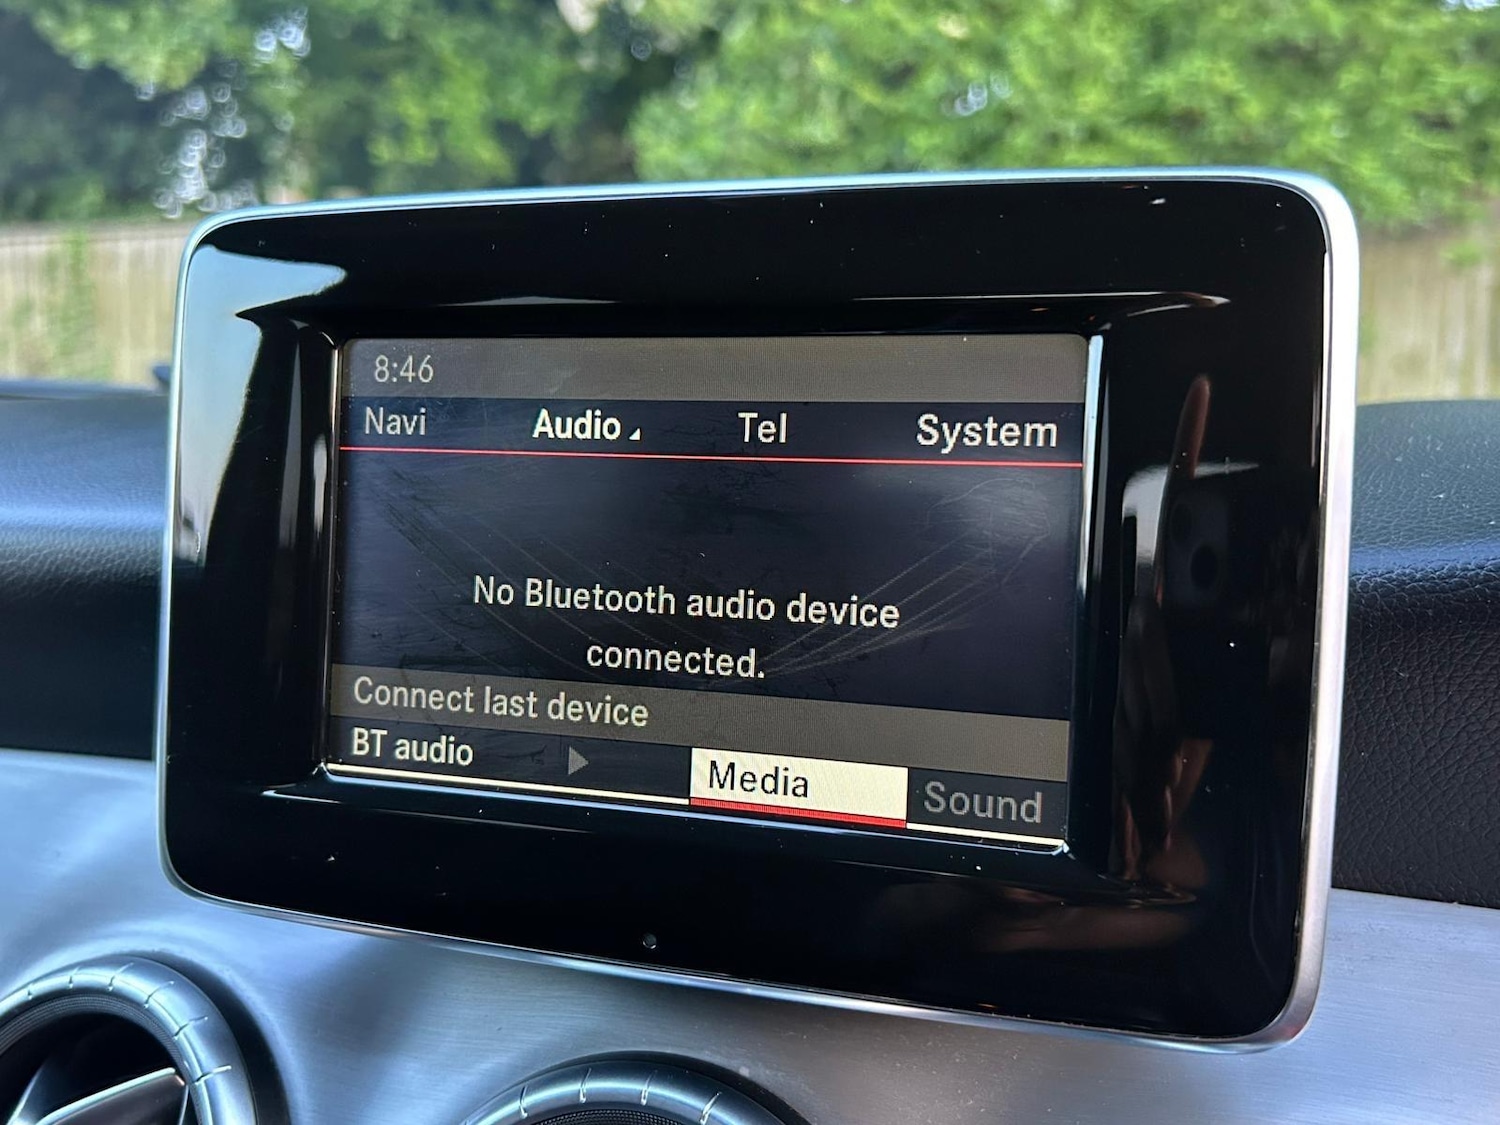 8:46
Navi Audio Tel System
No Bluetooth audio device
connected.
Connect last device
BT audio Media Sound